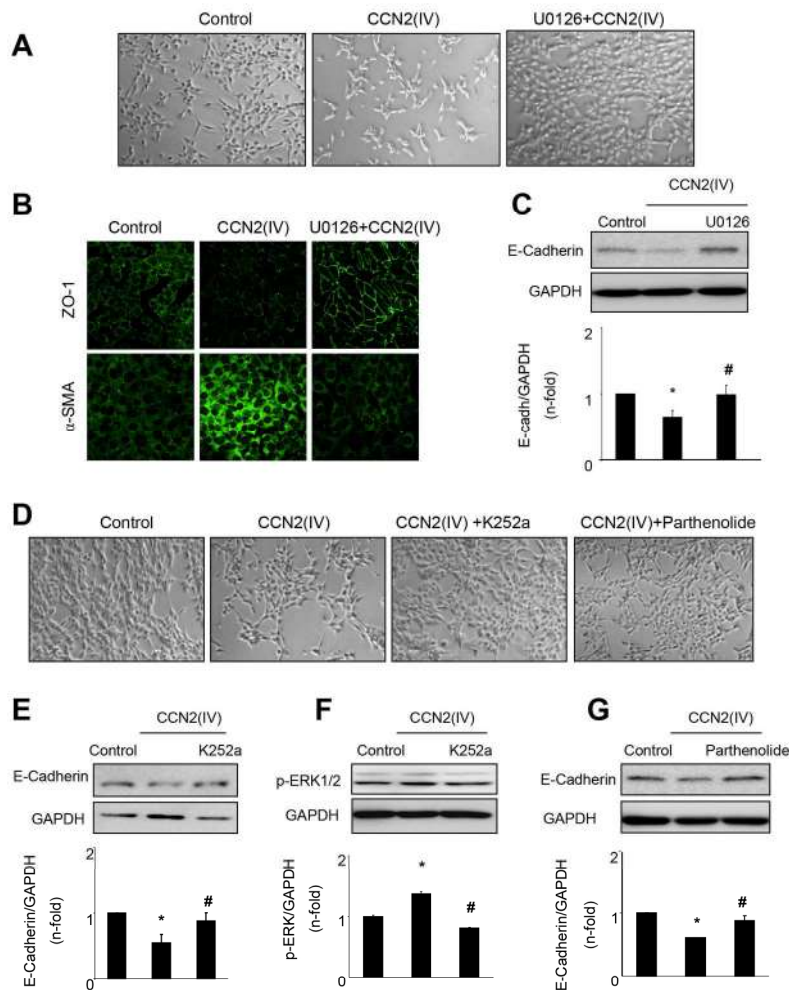 Control CCN2(IV) U0126+CCN2(IV)
A
B
Control CCN2(IV) U0126+CCN2(IV)
ZO-1
α-SMA
C
CCN2(IV)
Control U0126
E-Cadherin
GAPDH
E-cadh/GAPDH
(n-fold)
2
1
0
*
#
D
Control CCN2(IV) CCN2(IV) +K252a CCN2(IV)+Parthenolide
E
CCN2(IV)
Control K252a
E-Cadherin
GAPDH
E-Cadherin/GAPDH
(n-fold)
2
1
0
*
#
F
CCN2(IV)
Control K252a
p-ERK1/2
GAPDH
p-ERK/GAPDH
(n-fold)
2
1
0
*
#
G
CCN2(IV)
Control Parthenolide
E-Cadherin
GAPDH
E-Cadherin/GAPDH
(n-fold)
2
1
0
*
#